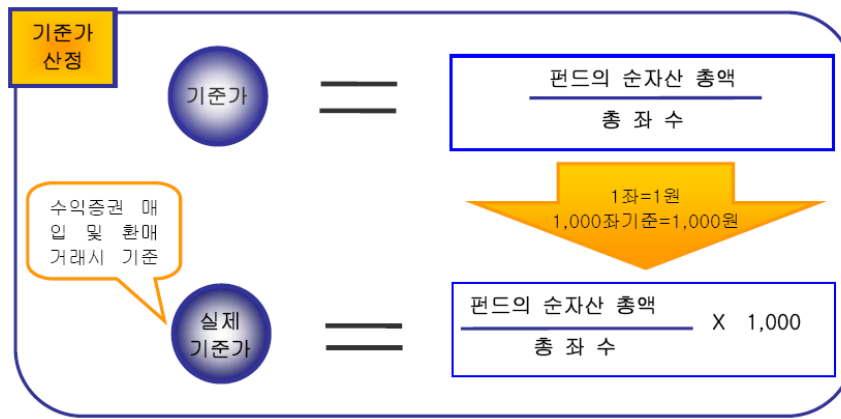 기준가
산정
기준가
펀드의 순자산 총액
총 좌 수
1좌=1원
1,000좌기준=1,000원
수익증권 매
입 및 환매
거래시 기준
실제
기준가
펀드의 순자산 총액
총 좌 수
X 1,000